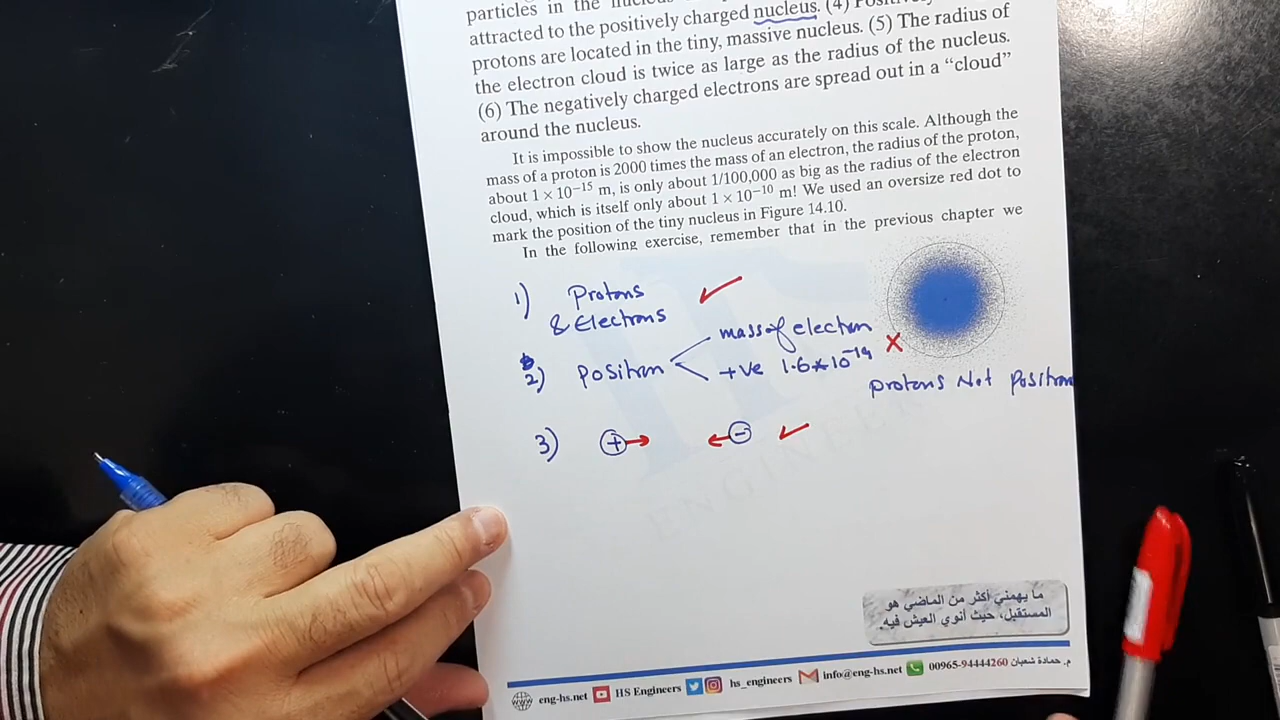 particles in the nucleus
attracted to the positively charged nucleus. (4) Positively
protons are located in the tiny, massive nucleus. (5) The radius of
the electron cloud is twice as large as the radius of the nucleus.
(6) The negatively charged electrons are spread out in a “cloud”
around the nucleus.
It is impossible to show the nucleus accurately on this scale. Although the
mass of a proton is 2000 times the mass of an electron, the radius of the proton,
about 1 × 10⁻¹⁵ m, is only about 1/100,000 as big as the radius of the electron
cloud, which is itself only about 1 × 10⁻¹⁰ m! We used an oversize red dot to
mark the position of the tiny nucleus in Figure 14.10.
In the following exercise, remember that in the previous chapter we
1) Protons ✓
& Electrons
2) Positron mass of electron
+ve 1.6*10⁻¹⁹ X
Protons Not Positron
3) + → ← − ✓
ENGINEER
ما يهمني أكثر من الماضي هو
المستقبل، حيث أنوي العيش فيه.
eng-hs.net HS Engineers hs_engineers info@eng-hs.net 00965-94444260 م. حمادة شعبان